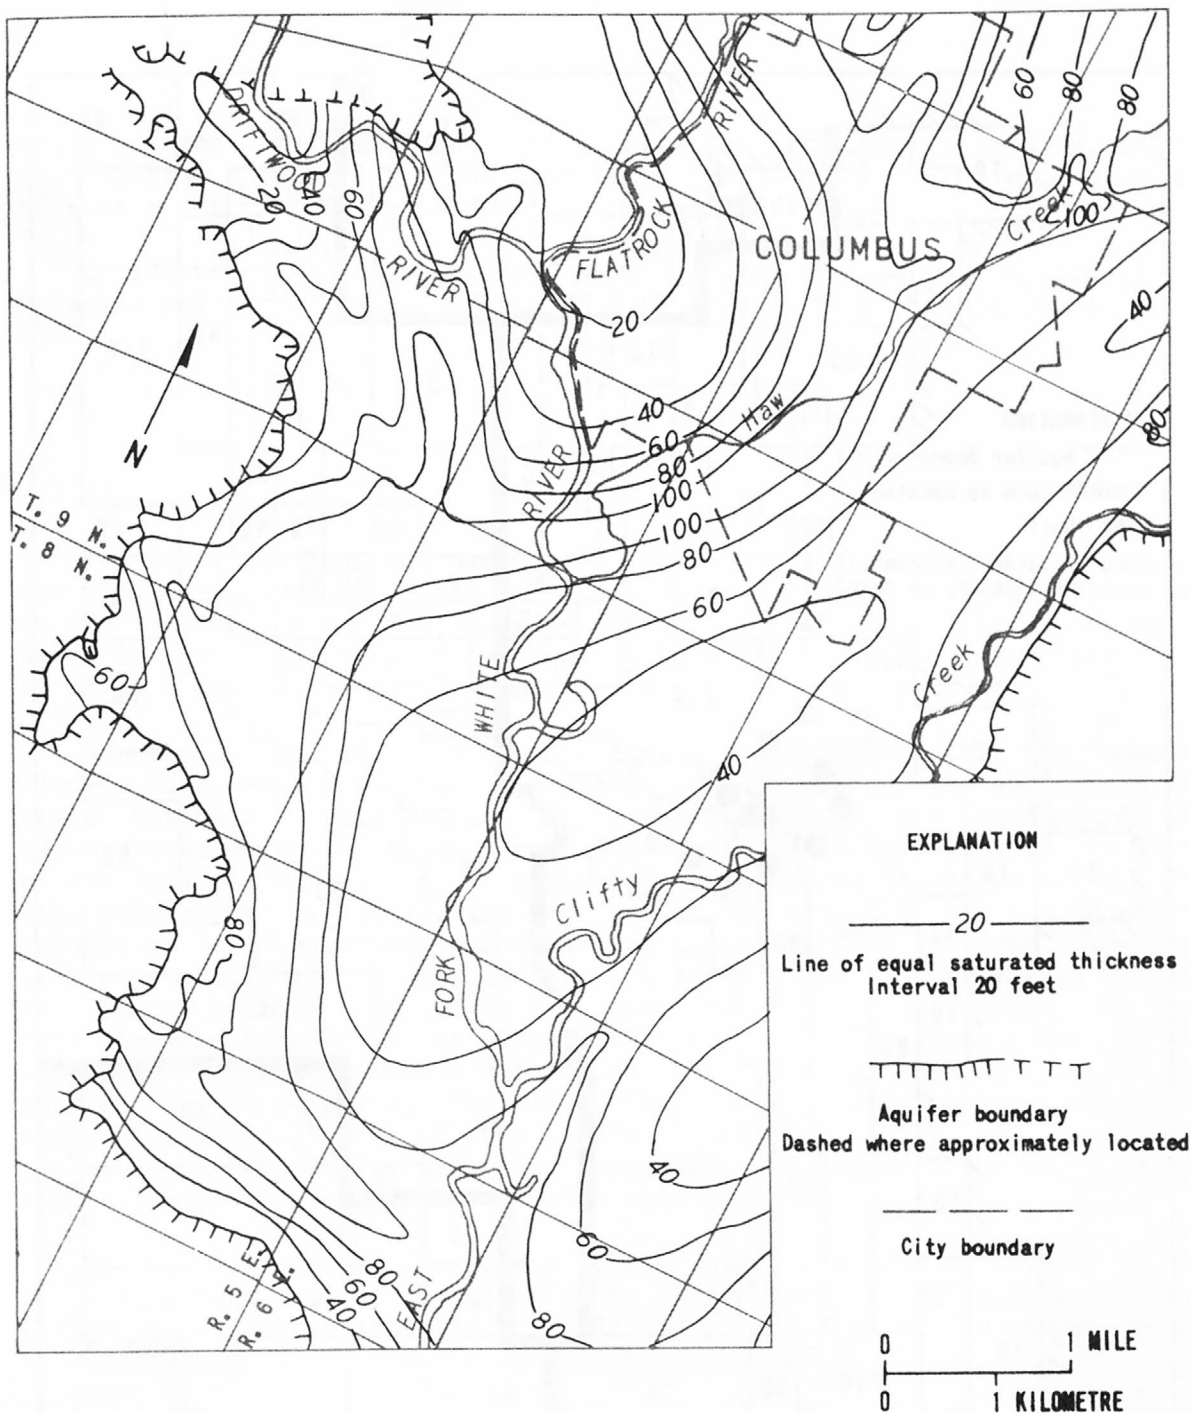 60
80
80
DRIFTWOOD
RIVER
20
40
60
100
Creek
COLUMBUS
FLATROCK
RIVER
20
40
N
40
Haw
60
80
100
80
RIVER
T. 9 N.
T. 8 N.
100
80
60
60
WHITE
Creek
40
EXPLANATION
20
Line of equal saturated thickness
Interval 20 feet
Clifty
80
FORK
Aquifer boundary
Dashed where approximately located
40
City boundary
60
80
R. 5 E.
R. 6 E.
80
60
40
EAST
0 1 MILE
0 1 KILOMETRE